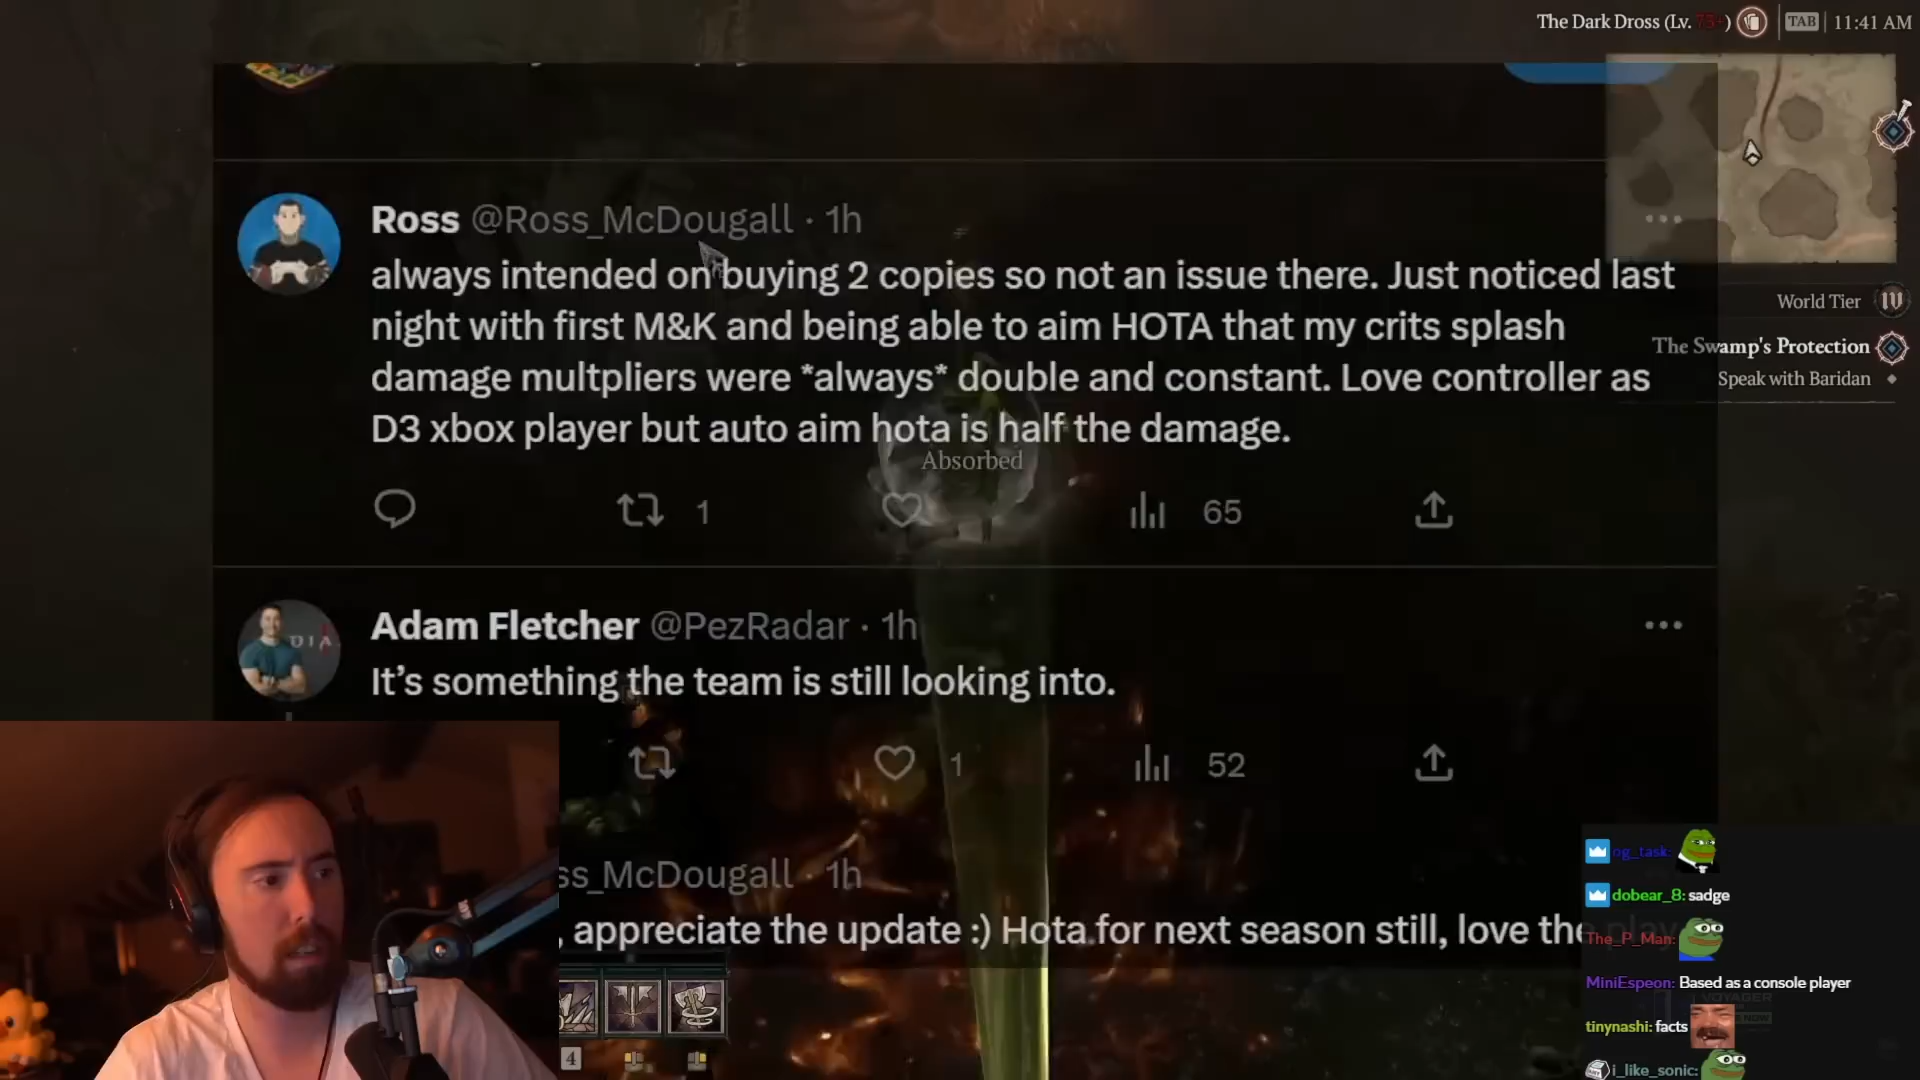 The Dark Dross (Lv. 73+) TAB 11:41 AM
Ross @Ross_McDougall · 1h
always intended on buying 2 copies so not an issue there. Just noticed last
night with first M&K and being able to aim HOTA that my crits splash
damage multpliers were *always* double and constant. Love controller as
D3 xbox player but auto aim hota is half the damage.
Absorbed
1 65
World Tier IV
The Swamp's Protection
Speak with Baridan
Adam Fletcher @PezRadar · 1h
DIA
It's something the team is still looking into.
1 52
ss_McDougall · 1h
, appreciate the update :) Hota for next season still, love the play
4
ng_task:
dobear_8: sadge
The_P_Man:
MiniEspeon: Based as a console player
tinynashi: facts
i_like_sonic: